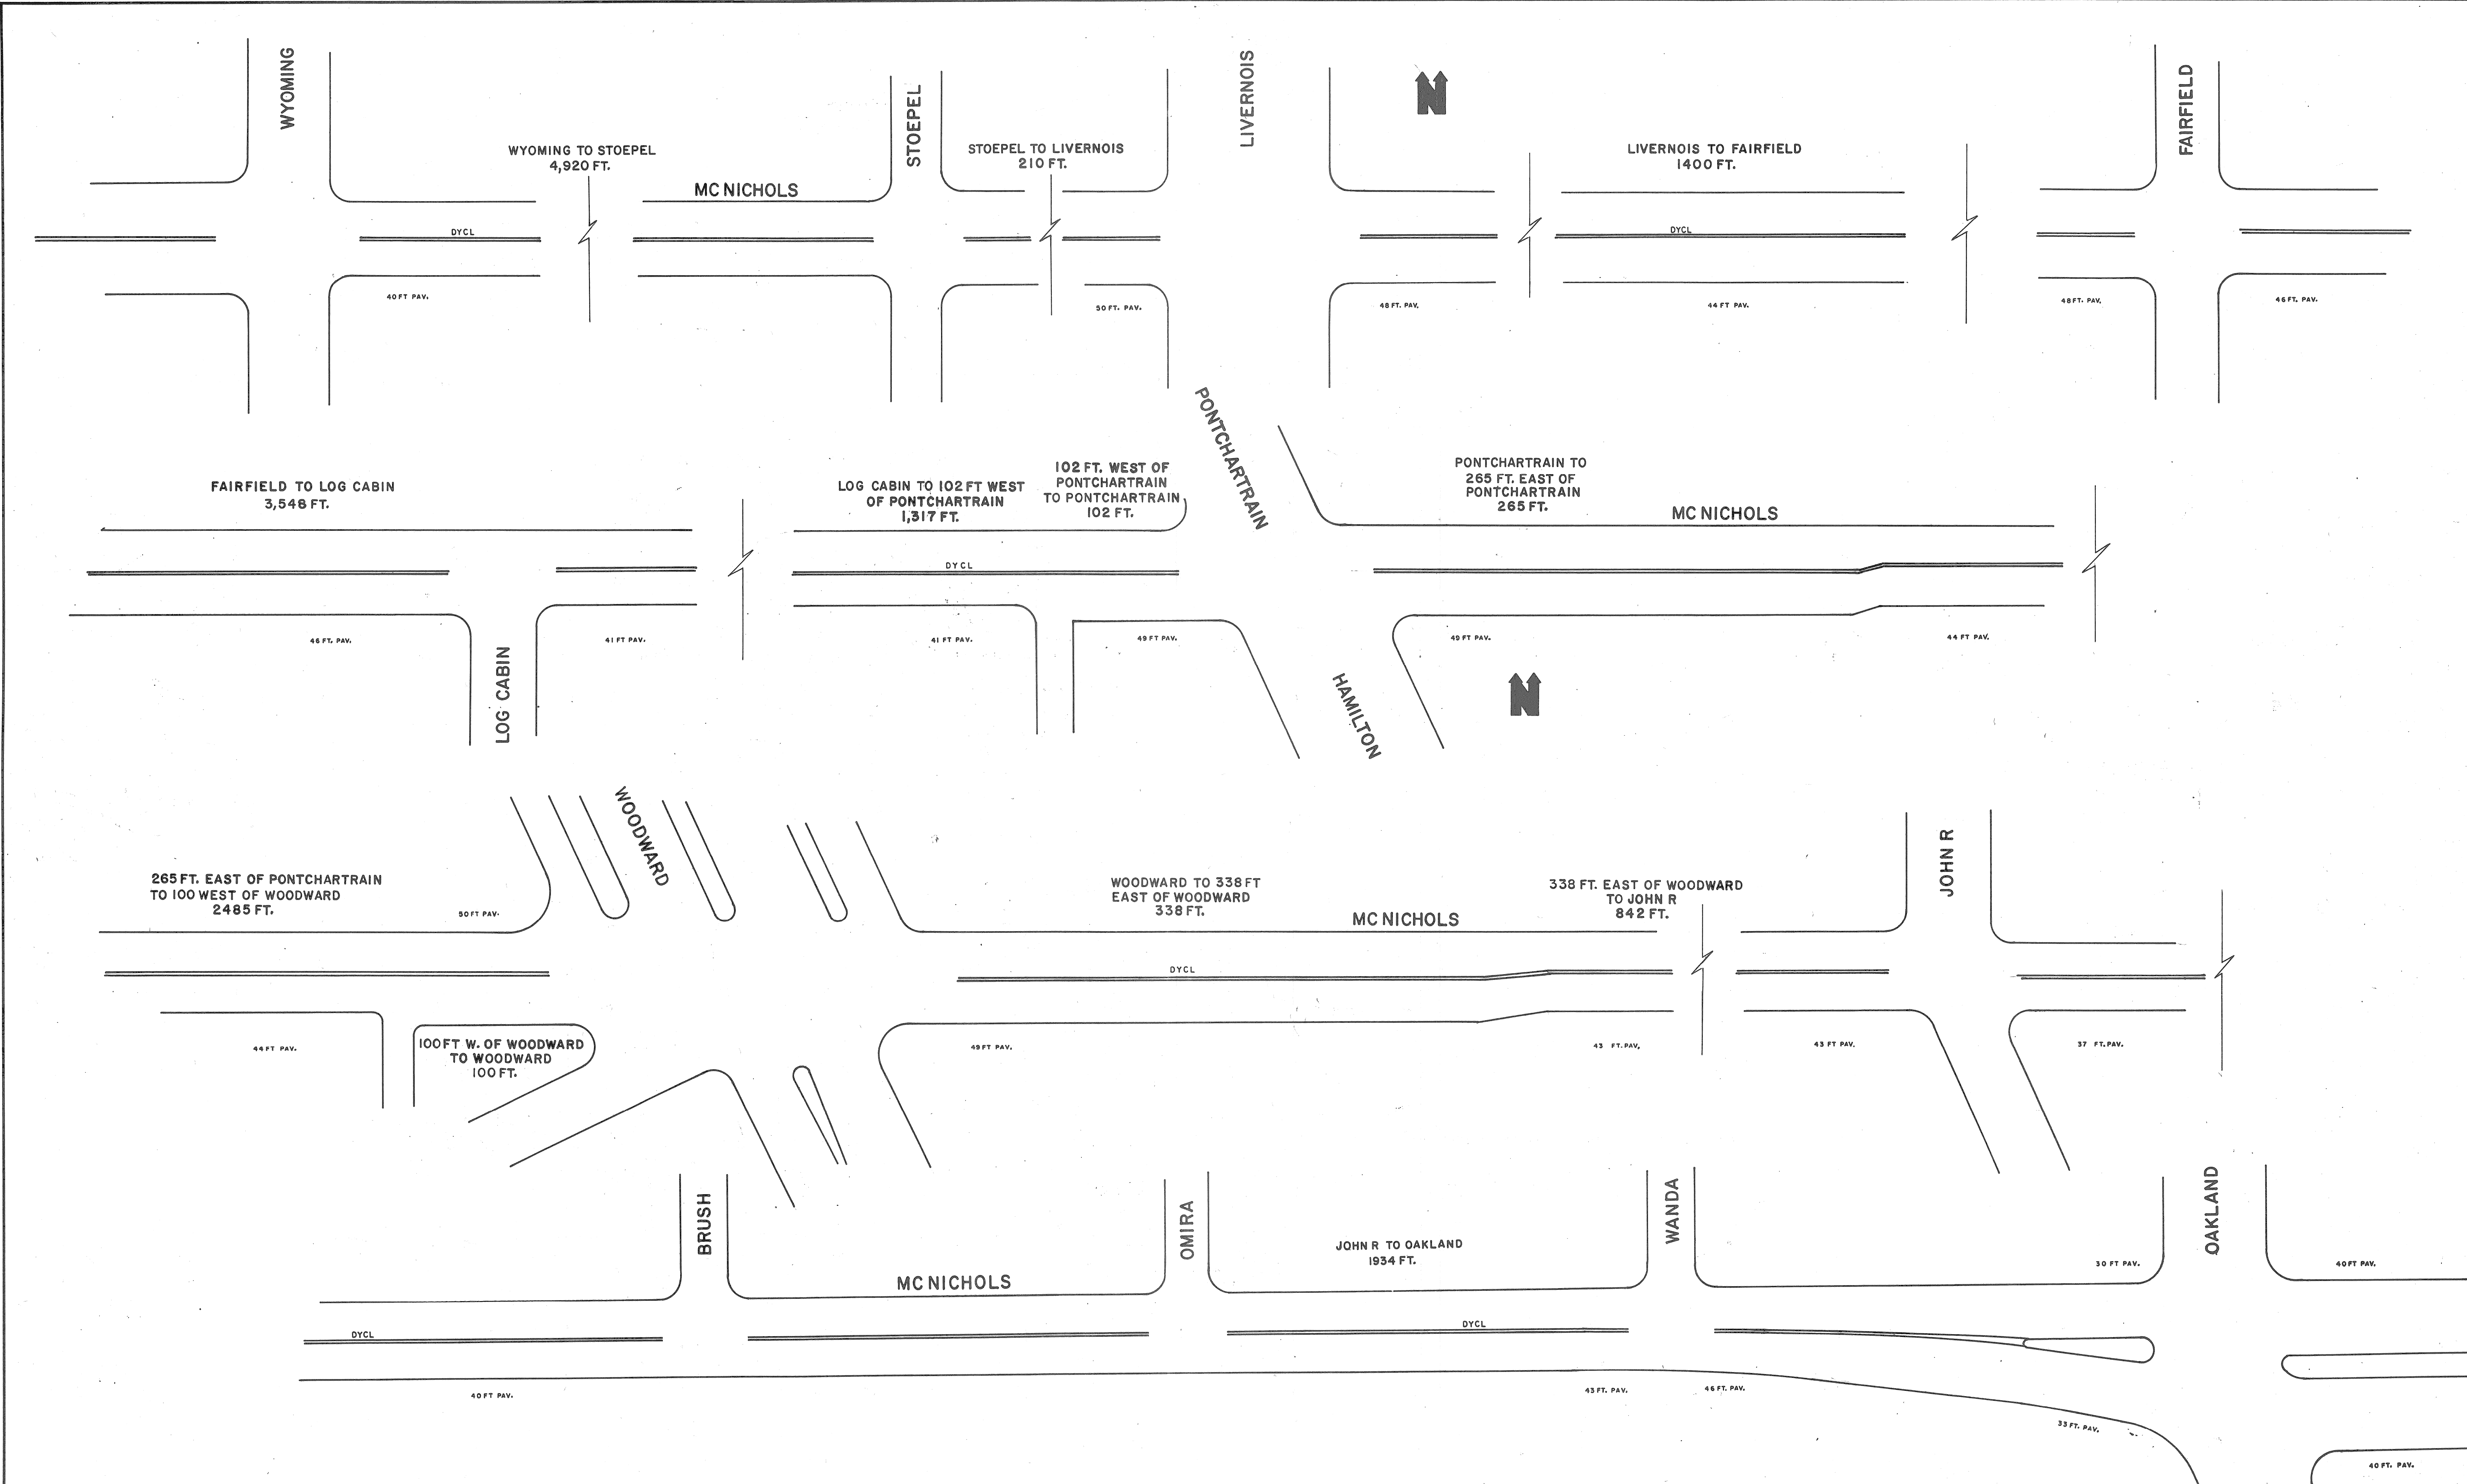 WYOMING
WYOMING TO STOEPEL
4,920 FT.
MC NICHOLS
STOEPEL
STOEPEL TO LIVERNOIS
210 FT.
LIVERNOIS
N
LIVERNOIS TO FAIRFIELD
1400 FT.
FAIRFIELD
DYCL
DYCL
40 FT PAV.
50 FT. PAV.
48 FT. PAV.
44 FT PAV.
48 FT. PAV.
46 FT. PAV.
FAIRFIELD TO LOG CABIN
3,548 FT.
LOG CABIN TO 102 FT WEST
OF PONTCHARTRAIN
1,317 FT.
102 FT. WEST OF
PONTCHARTRAIN
TO PONTCHARTRAIN
102 FT.
PONTCHARTRAIN
PONTCHARTRAIN TO
265 FT. EAST OF
PONTCHARTRAIN
265 FT.
MC NICHOLS
DYCL
46 FT. PAV.
LOG CABIN
41 FT PAV.
41 FT PAV.
49 FT PAV.
HAMILTON
49 FT PAV.
44 FT PAV.
N
265 FT. EAST OF PONTCHARTRAIN
TO 100 WEST OF WOODWARD
2485 FT.
50 FT PAV.
WOODWARD
WOODWARD TO 338 FT
EAST OF WOODWARD
338 FT.
MC NICHOLS
338 FT. EAST OF WOODWARD
TO JOHN R
842 FT.
JOHN R
DYCL
44 FT PAV.
100 FT W. OF WOODWARD
TO WOODWARD
100 FT.
49 FT PAV.
43 FT. PAV.
43 FT PAV.
37 FT. PAV.
BRUSH
MC NICHOLS
OMIRA
JOHN R TO OAKLAND
1934 FT.
WANDA
OAKLAND
30 FT PAV.
40 FT PAV.
DYCL
DYCL
40 FT PAV.
43 FT. PAV.
46 FT. PAV.
33 FT. PAV.
40 FT. PAV.